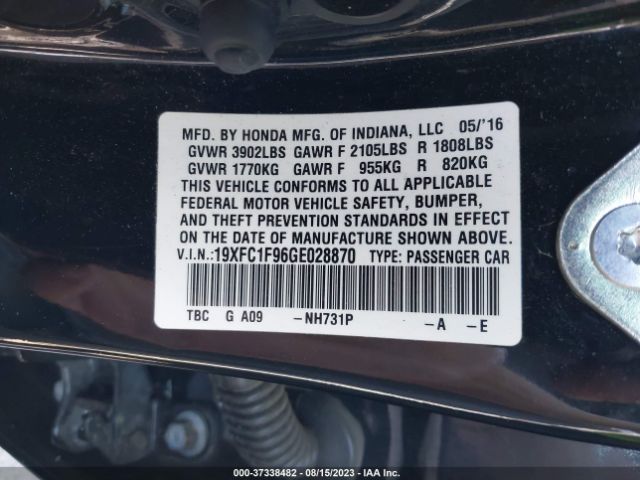 MFD. BY HONDA MFG. OF INDIANA, LLC 05/'16
GVWR 3902LBS GAWR F 2105LBS R 1808LBS
GVWR 1770KG GAWR F 955KG R 820KG
THIS VEHICLE CONFORMS TO ALL APPLICABLE
FEDERAL MOTOR VEHICLE SAFETY, BUMPER,
AND THEFT PREVENTION STANDARDS IN EFFECT
ON THE DATE OF MANUFACTURE SHOWN ABOVE.
V.I.N.:19XFC1F96GE028870 TYPE: PASSENGER CAR
TBC G A09 -NH731P -A -E
000-37338482 - 08/15/2023 - IAA Inc.